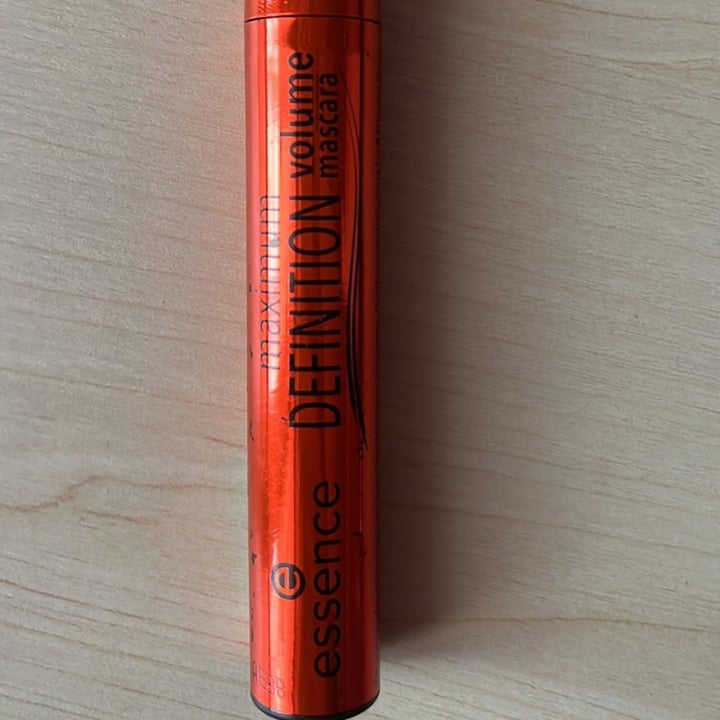 maximum
DEFINITION volume
mascara
e
essence